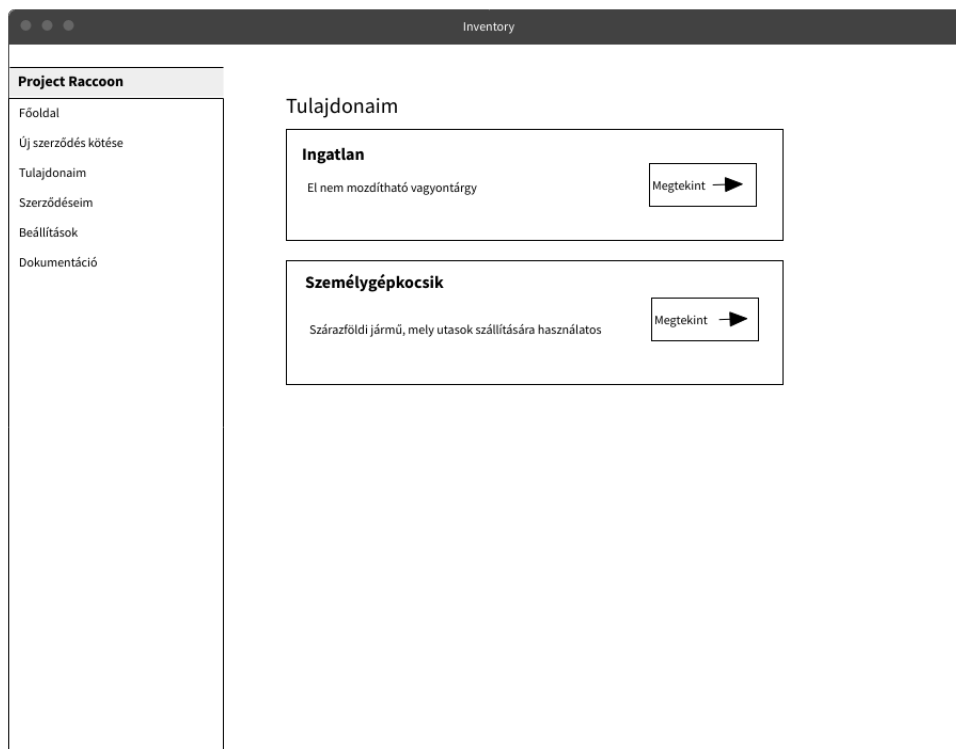 Inventory
Project Raccoon
Főoldal
Új szerződés kötése
Tulajdonaim
Szerződéseim
Beállítások
Dokumentáció
Tulajdonaim
Ingatlan
El nem mozdítható vagyontárgy
Megtekint
Személygépkocsik
Szárazföldi jármű, mely utasok szállítására használatos
Megtekint